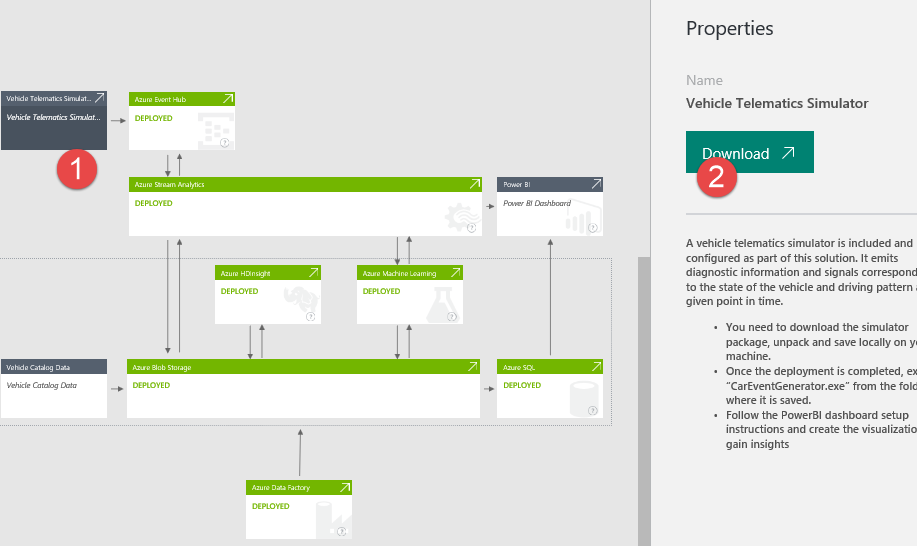 Vehicle Telematics Simulat...
Vehicle Telematics Simulat...
1
Azure Event Hub
DEPLOYED
?
Azure Stream Analytics
DEPLOYED
?
Power BI
Power BI Dashboard
?
Azure HDInsight
DEPLOYED
?
Azure Machine Learning
DEPLOYED
?
Vehicle Catalog Data
Vehicle Catalog Data
Azure Blob Storage
DEPLOYED
Azure SQL
DEPLOYED
?
Azure Data Factory
DEPLOYED
?
Properties
Name
Vehicle Telematics Simulator
Download
2
A vehicle telematics simulator is included and
configured as part of this solution. It emits
diagnostic information and signals correspond
to the state of the vehicle and driving pattern a
given point in time.
• You need to download the simulator
package, unpack and save locally on y
machine.
• Once the deployment is completed, ex
“CarEventGenerator.exe” from the fold
where it is saved.
• Follow the PowerBI dashboard setup
instructions and create the visualizatio
gain insights